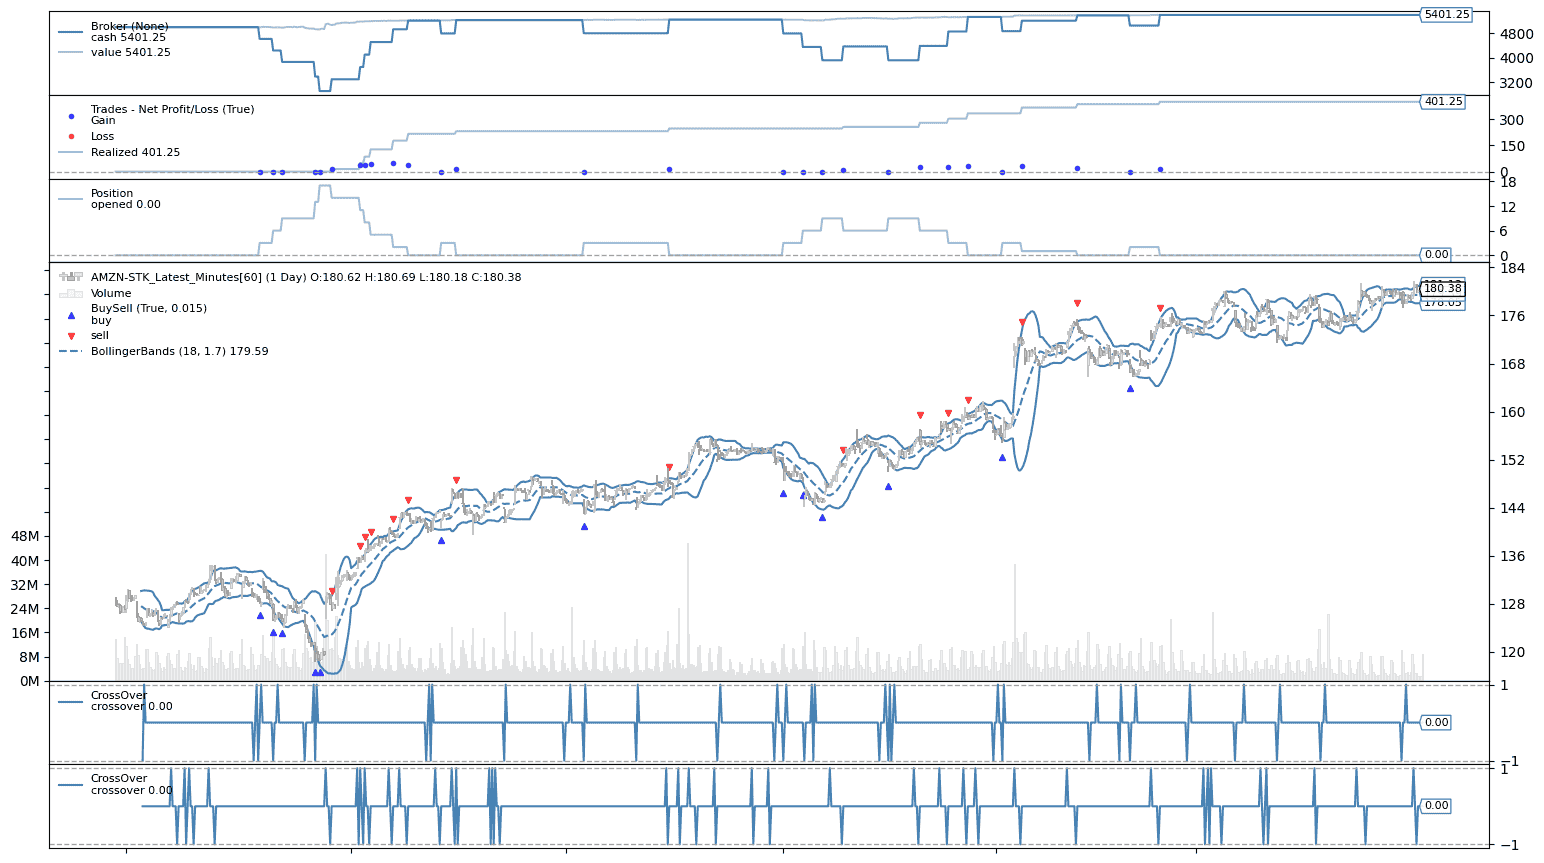 Broker (None)
cash 5401.25
value 5401.25
5401.25
4800
4000
3200
Trades - Net Profit/Loss (True)
Gain
Loss
Realized 401.25
401.25
300
150
0
Position
opened 0.00
18
12
6
0
0.00
AMZN-STK_Latest_Minutes[60] (1 Day) O:180.62 H:180.69 L:180.18 C:180.38
Volume
BuySell (True, 0.015)
buy
sell
BollingerBands (18, 1.7) 179.59
180.38
184
176
168
160
152
144
136
128
120
48M
40M
32M
24M
16M
8M
0M
CrossOver
crossover 0.00
1
0.00
−1
CrossOver
crossover 0.00
1
0.00
−1